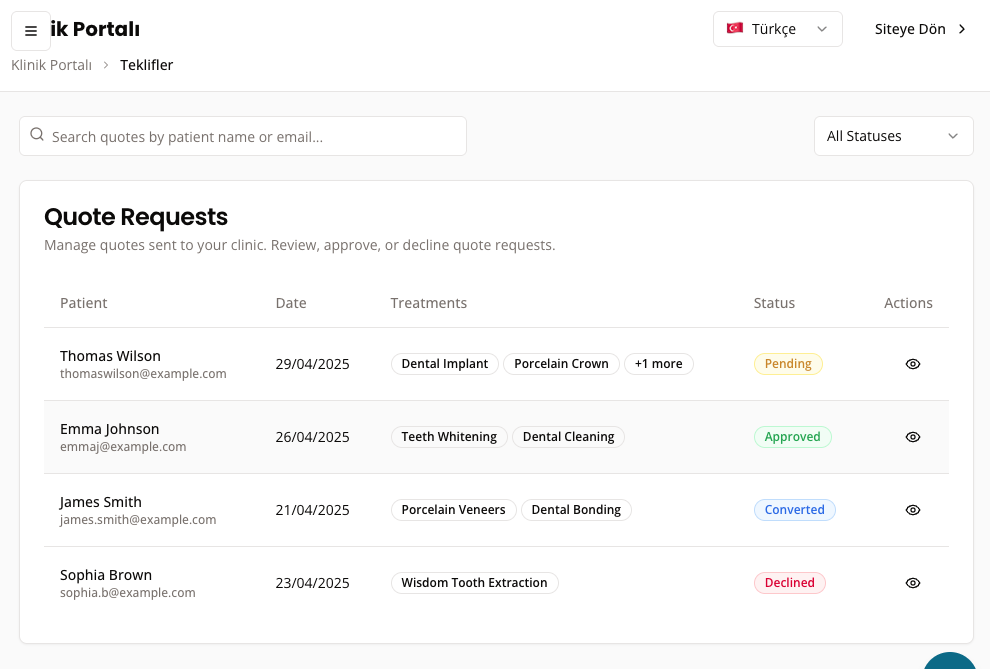 ik Portalı
Türkçe
Siteye Dön
Klinik Portalı > Teklifler
Search quotes by patient name or email...
All Statuses
Quote Requests
Manage quotes sent to your clinic. Review, approve, or decline quote requests.
Patient Date Treatments Status Actions
Thomas Wilson
thomaswilson@example.com
29/04/2025
Dental Implant Porcelain Crown +1 more
Pending
Emma Johnson
emmaj@example.com
26/04/2025
Teeth Whitening Dental Cleaning
Approved
James Smith
james.smith@example.com
21/04/2025
Porcelain Veneers Dental Bonding
Converted
Sophia Brown
sophia.b@example.com
23/04/2025
Wisdom Tooth Extraction
Declined